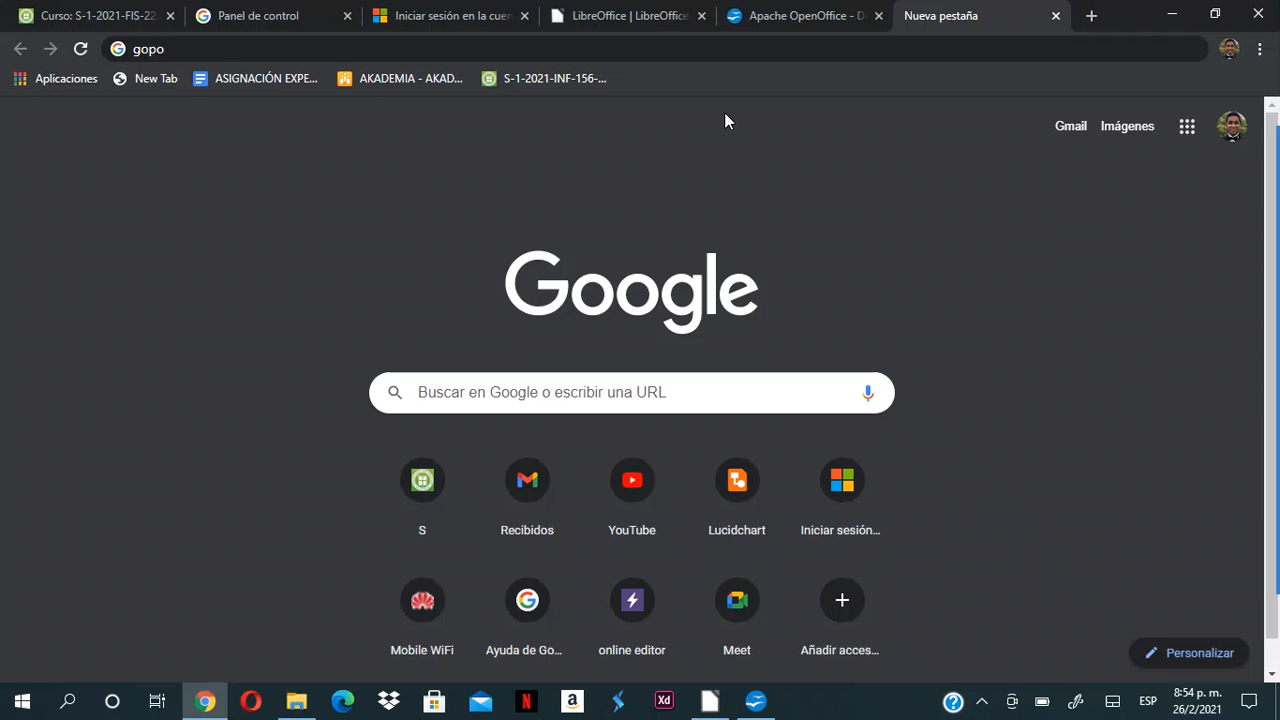 Curso: S-1-2021-FIS-22
Panel de control
Iniciar sesión en la cuen
LibreOffice | LibreOffice
Apache OpenOffice - D
Nueva pestaña
gopo
Aplicaciones
New Tab
ASIGNACIÓN EXPE...
AKADEMIA - AKAD...
S-1-2021-INF-156-...
Gmail
Imágenes
Google
Buscar en Google o escribir una URL
S
Recibidos
YouTube
Lucidchart
Iniciar sesión...
Mobile WiFi
Ayuda de Go...
online editor
Meet
Añadir acces...
Personalizar
Xd
ESP
8:54 p. m.
26/2/2021